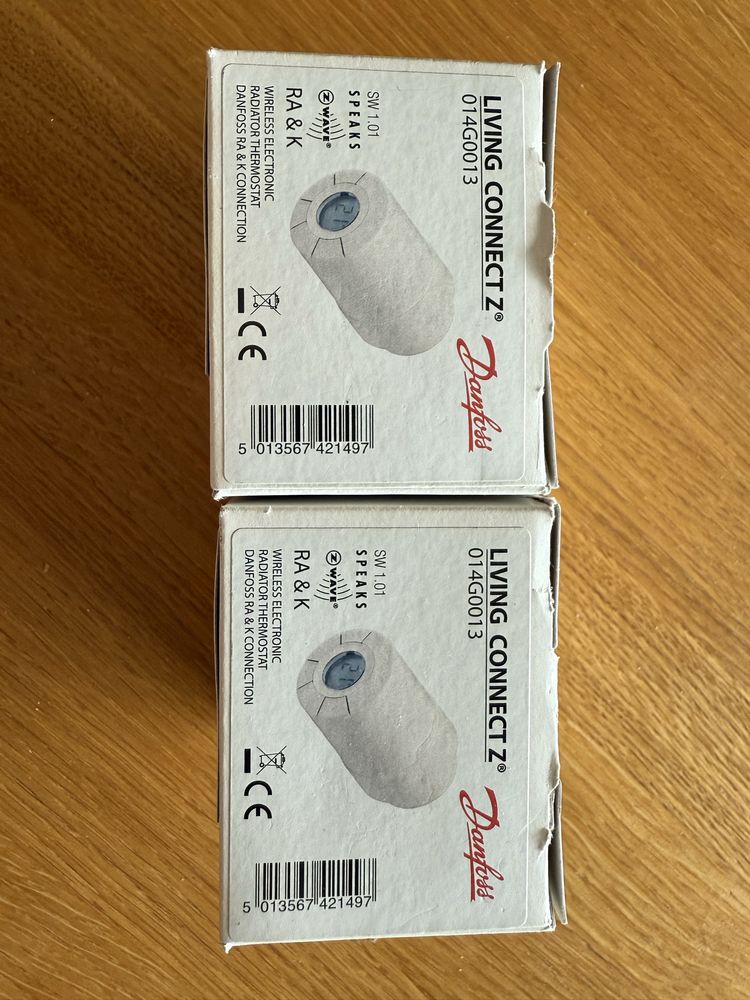 LIVING CONNECT Z®
014G0013
Danfoss
SW 1.01
SPEAKS
Z WAVE®
RA & K
WIRELESS ELECTRONIC
RADIATOR THERMOSTAT
DANFOSS RA & K CONNECTION
CE
5 013567 421497
LIVING CONNECT Z®
014G0013
Danfoss
SW 1.01
SPEAKS
Z WAVE®
RA & K
WIRELESS ELECTRONIC
RADIATOR THERMOSTAT
DANFOSS RA & K CONNECTION
CE
5 013567 421497